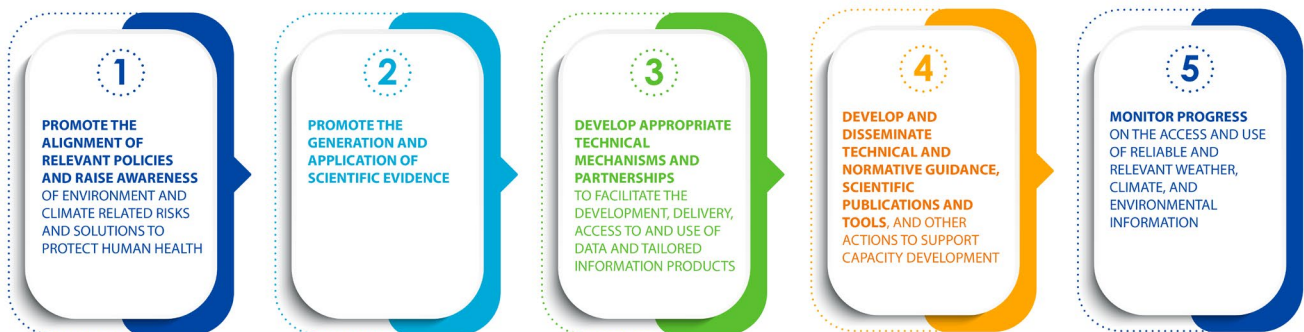 1
PROMOTE THE
ALIGNMENT OF
RELEVANT POLICIES
AND RAISE AWARENESS
OF ENVIRONMENT AND
CLIMATE RELATED RISKS
AND SOLUTIONS TO
PROTECT HUMAN HEALTH
2
PROMOTE THE
GENERATION AND
APPLICATION OF
SCIENTIFIC EVIDENCE
3
DEVELOP APPROPRIATE
TECHNICAL
MECHANISMS AND
PARTNERSHIPS
TO FACILITATE THE
DEVELOPMENT, DELIVERY,
ACCESS TO AND USE OF
DATA AND TAILORED
INFORMATION PRODUCTS
4
DEVELOP AND
DISSEMINATE
TECHNICAL AND
NORMATIVE GUIDANCE,
SCIENTIFIC
PUBLICATIONS AND
TOOLS, AND OTHER
ACTIONS TO SUPPORT
CAPACITY DEVELOPMENT
5
MONITOR PROGRESS
ON THE ACCESS AND USE
OF RELIABLE AND
RELEVANT WEATHER,
CLIMATE, AND
ENVIRONMENTAL
INFORMATION